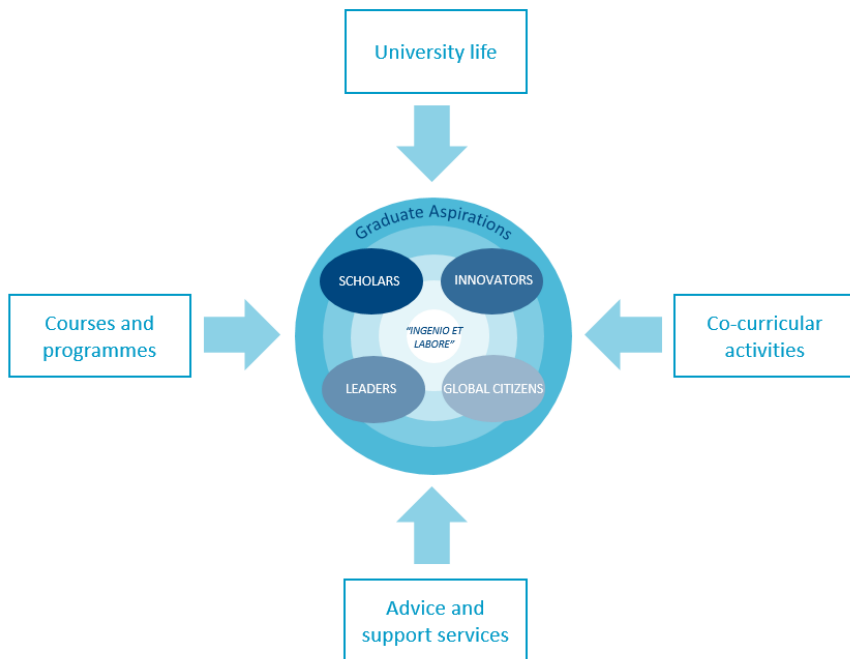 University life
Graduate Aspirations
SCHOLARS
INNOVATORS
Courses and
programmes
"INGENIO ET
LABORE"
Co-curricular
activities
LEADERS
GLOBAL CITIZENS
Advice and
support services